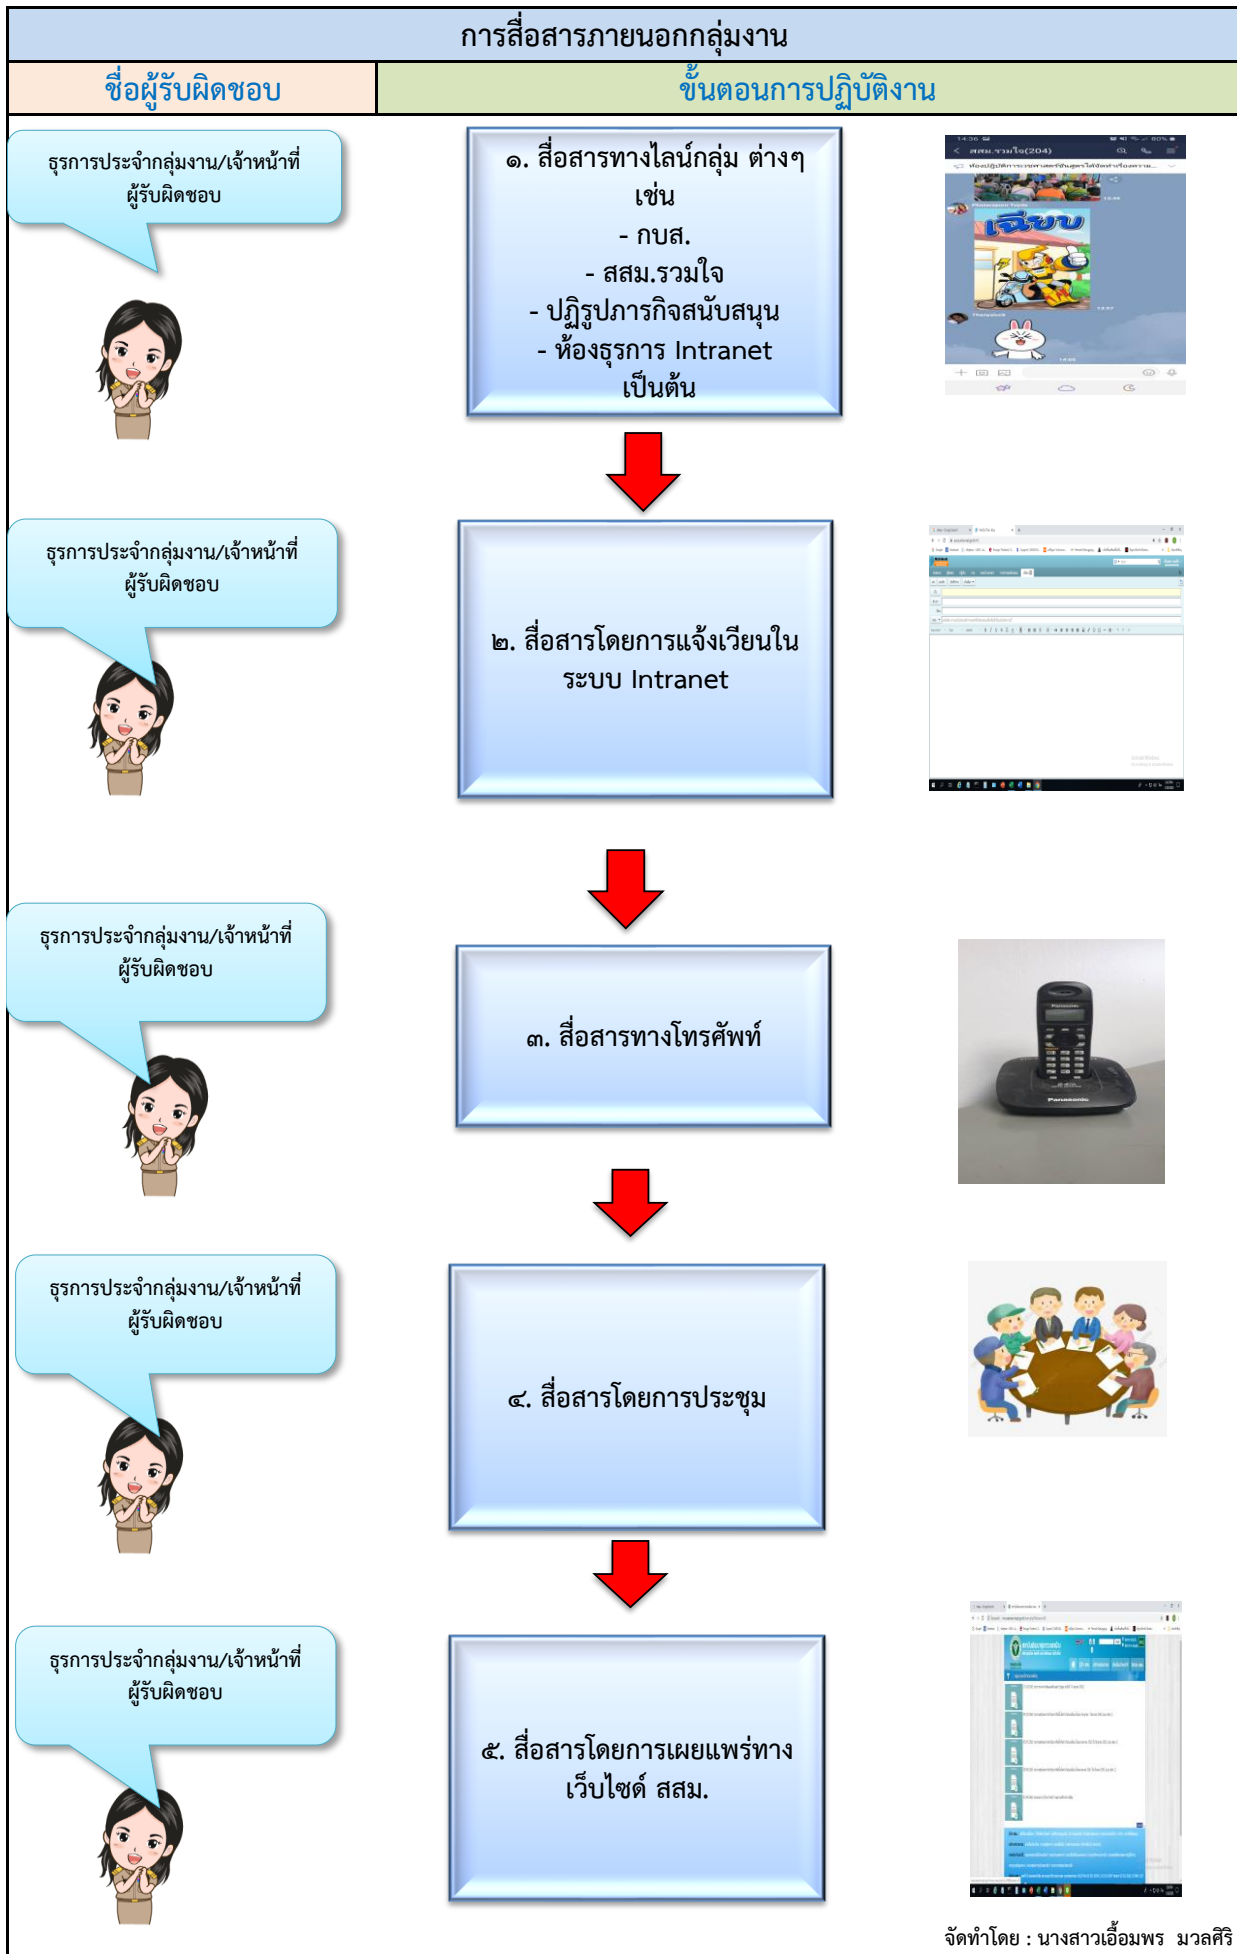 การสื่อสารภายนอกกลุ่มงาน
ชื่อผู้รับผิดชอบ
ขั้นตอนการปฏิบัติงาน
ธุรการประจำกลุ่มงาน/เจ้าหน้าที่
ผู้รับผิดชอบ
๑. สื่อสารทางไลน์กลุ่ม ต่างๆ
เช่น
- กบส.
- สสม.รวมใจ
- ปฏิรูปภารกิจสนับสนุน
- ห้องธุรการ Intranet
เป็นต้น
14:36
80%
สสม.รวมใจ(204)
เฉียบ
ธุรการประจำกลุ่มงาน/เจ้าหน้าที่
ผู้รับผิดชอบ
๒. สื่อสารโดยการแจ้งเวียนใน
ระบบ Intranet
ธุรการประจำกลุ่มงาน/เจ้าหน้าที่
ผู้รับผิดชอบ
๓. สื่อสารทางโทรศัพท์
Panasonic
Panasonic
ธุรการประจำกลุ่มงาน/เจ้าหน้าที่
ผู้รับผิดชอบ
๔. สื่อสารโดยการประชุม
ธุรการประจำกลุ่มงาน/เจ้าหน้าที่
ผู้รับผิดชอบ
๕. สื่อสารโดยการเผยแพร่ทาง
เว็บไซด์ สสม.
จัดทำโดย : นางสาวเอื้อมพร มวลศิริ